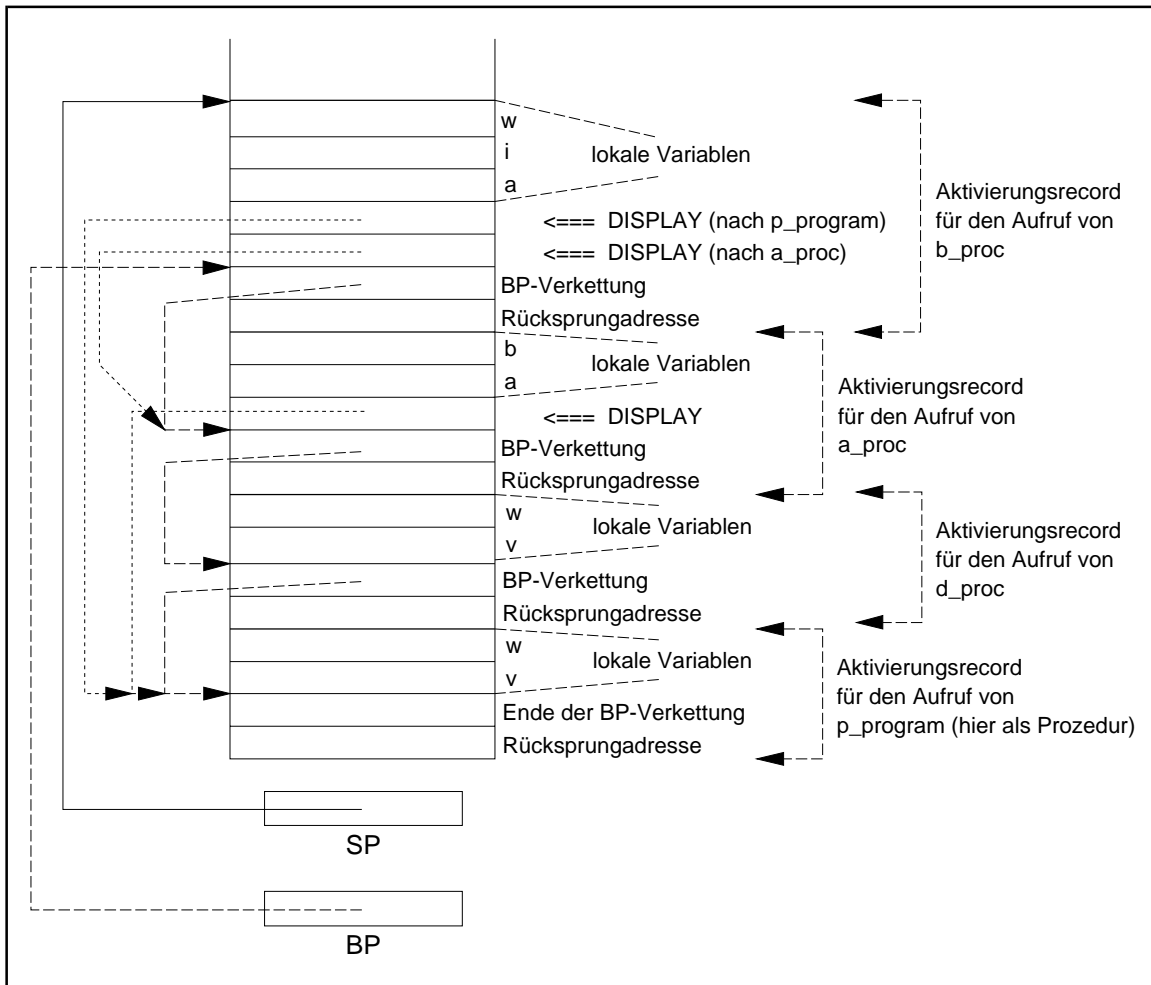 w
i
lokale Variablen
a
Aktivierungsrecord
für den Aufruf von
b_proc
<=== DISPLAY (nach p_program)
<=== DISPLAY (nach a_proc)
BP-Verkettung
Rücksprungadresse
b
lokale Variablen
a
Aktivierungsrecord
für den Aufruf von
a_proc
<=== DISPLAY
BP-Verkettung
Rücksprungadresse
w
lokale Variablen
v
Aktivierungsrecord
für den Aufruf von
d_proc
BP-Verkettung
Rücksprungadresse
w
lokale Variablen
v
Aktivierungsrecord
für den Aufruf von
p_program (hier als Prozedur)
Ende der BP-Verkettung
Rücksprungadresse
SP
BP